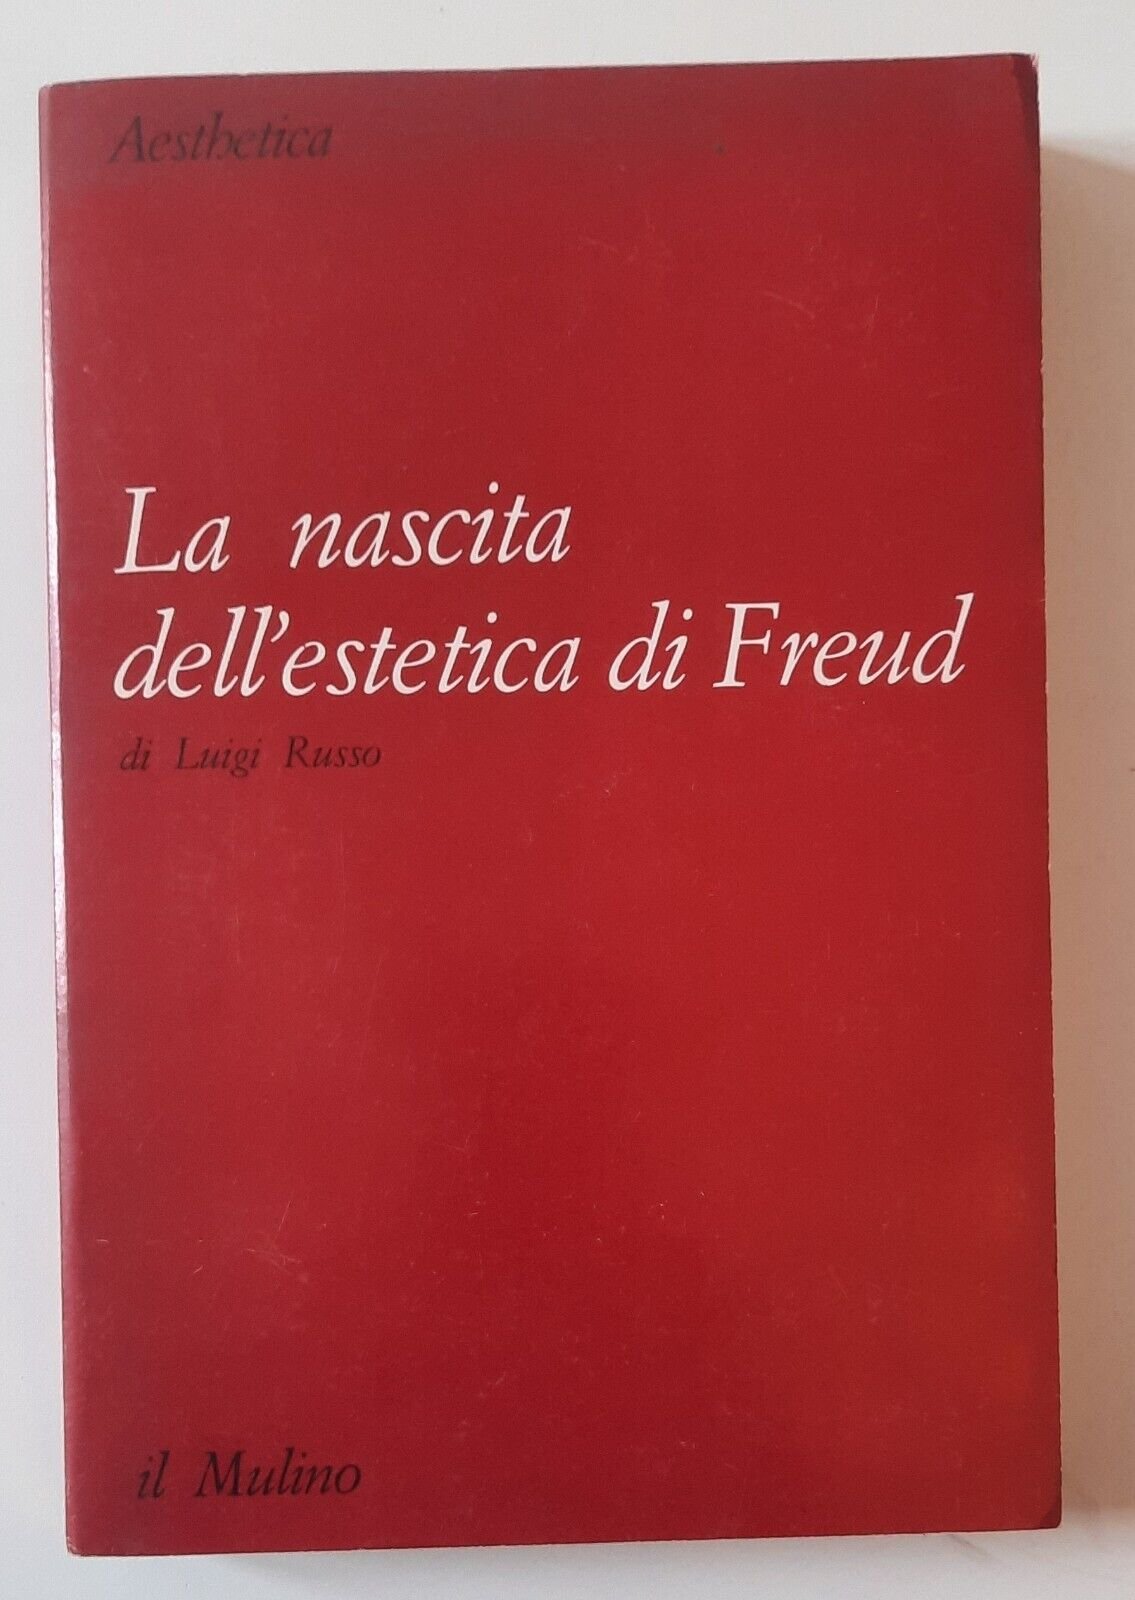 Aesthetica
La nascita
dell'estetica di Freud
di Luigi Russo
il Mulino